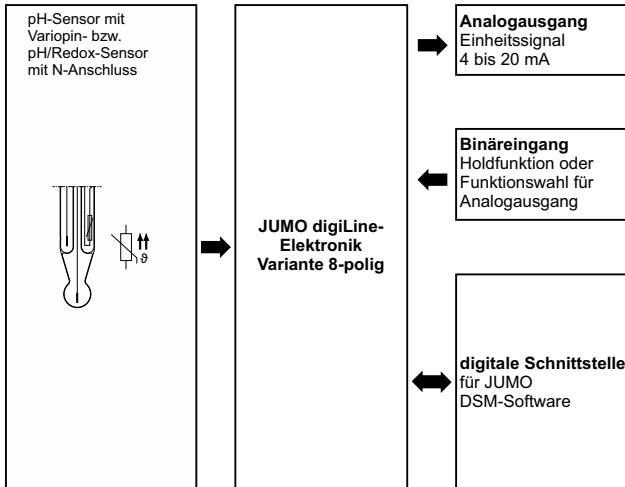 pH-Sensor mit
Variopin- bzw.
pH/Redox-Sensor
mit N-Anschluss
ϑ
JUMO digiLine-
Elektronik
Variante 8-polig
Analogausgang
Einheitssignal
4 bis 20 mA
Binäreingang
Holdfunktion oder
Funktionswahl für
Analogausgang
digitale Schnittstelle
für JUMO
DSM-Software